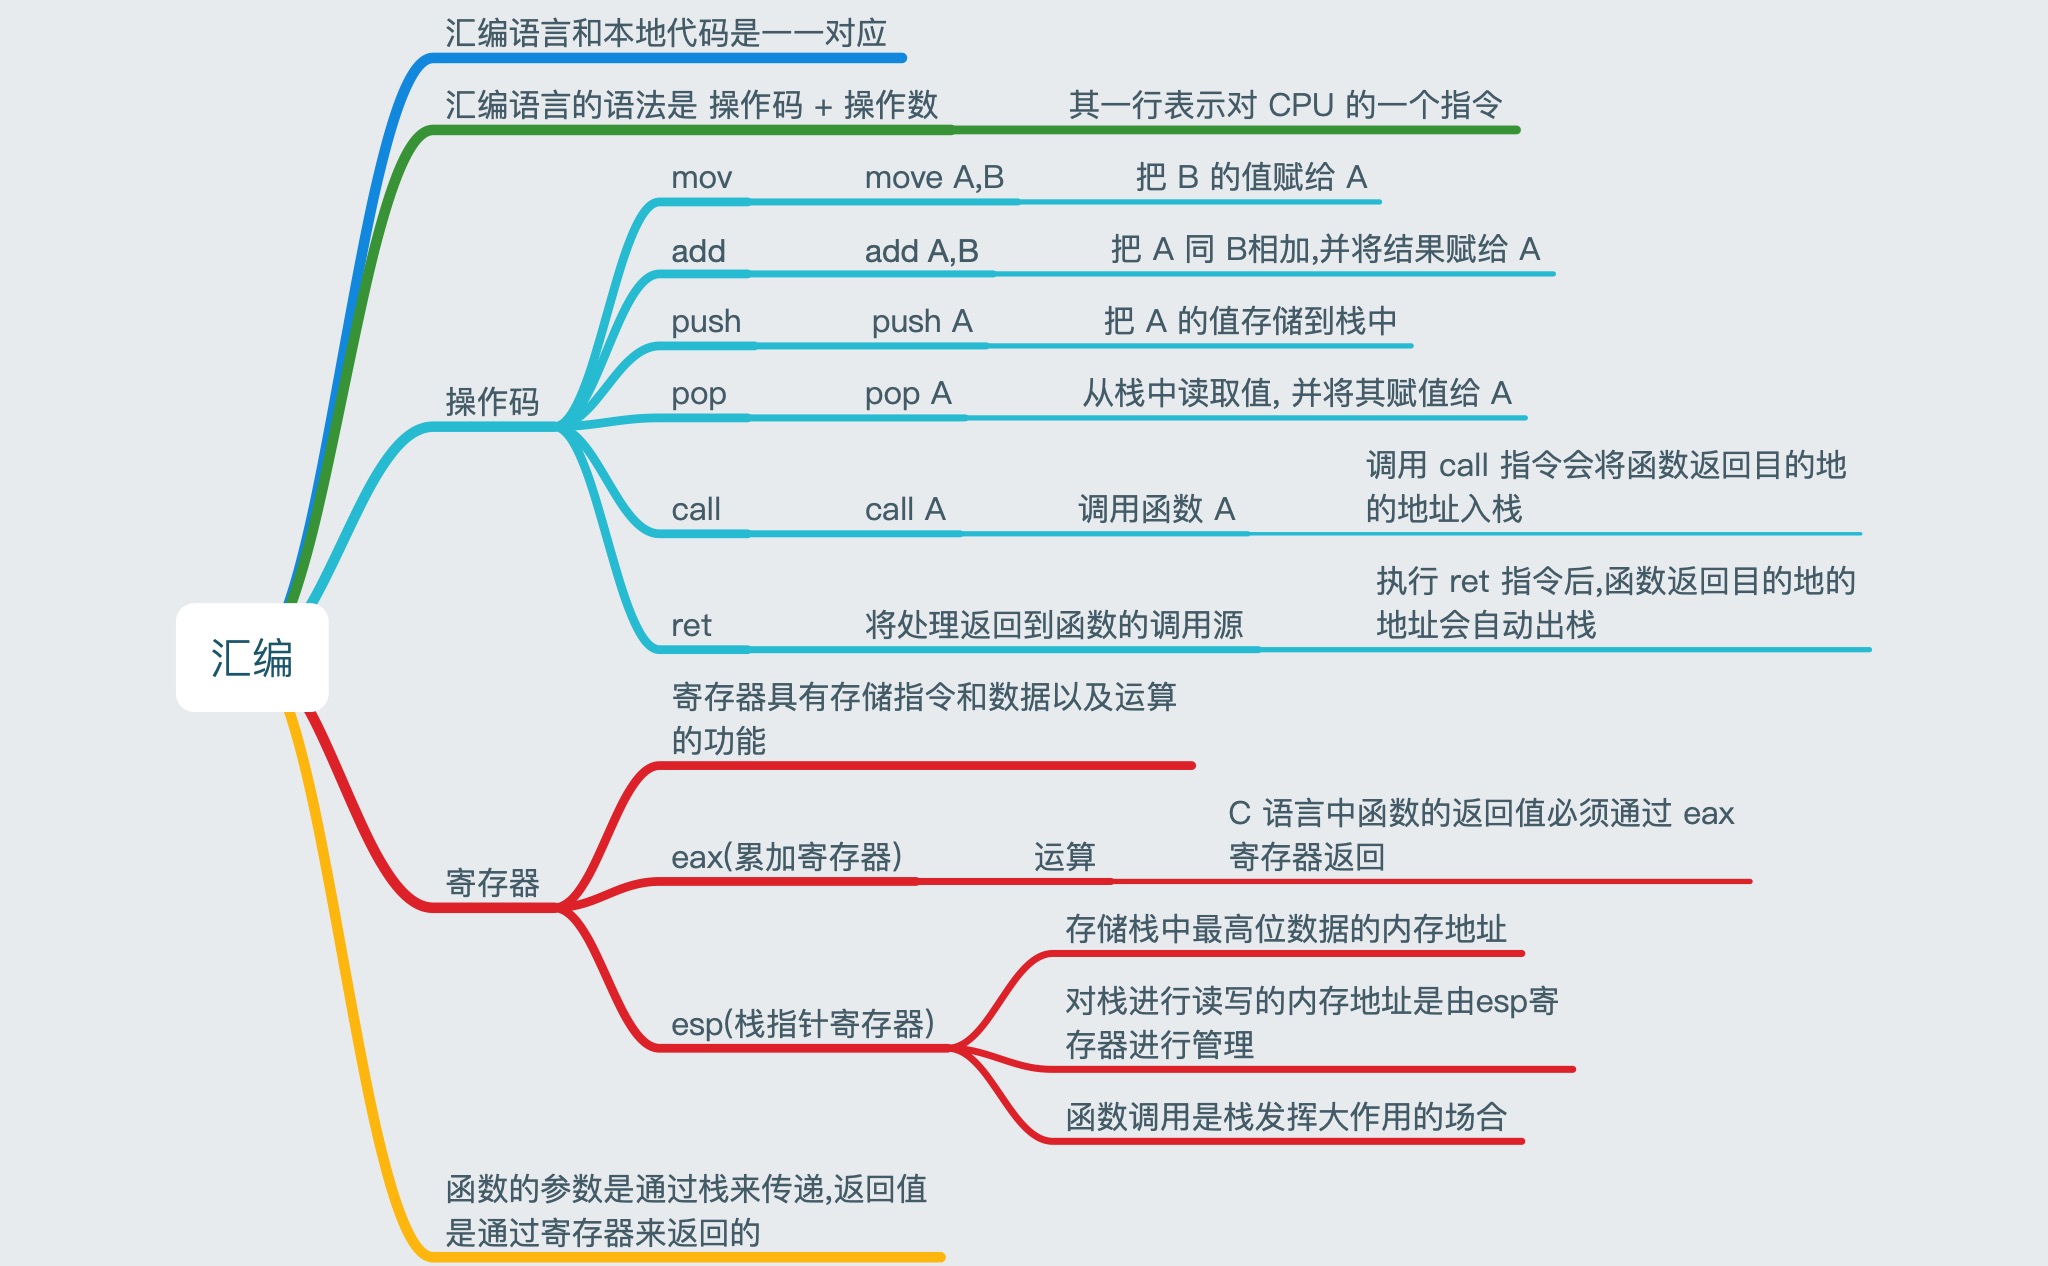 汇编语言和本地代码是一一对应
汇编语言的语法是 操作码 + 操作数
其一行表示对 CPU 的一个指令
操作码
mov
move A,B
把 B 的值赋给 A
add
add A,B
把 A 同 B相加,并将结果赋给 A
push
push A
把 A 的值存储到栈中
pop
pop A
从栈中读取值, 并将其赋值给 A
call
call A
调用函数 A
调用 call 指令会将函数返回目的地
的地址入栈
ret
将处理返回到函数的调用源
执行 ret 指令后,函数返回目的地的
地址会自动出栈
汇编
寄存器
寄存器具有存储指令和数据以及运算
的功能
eax(累加寄存器)
运算
C 语言中函数的返回值必须通过 eax
寄存器返回
esp(栈指针寄存器)
存储栈中最高位数据的内存地址
对栈进行读写的内存地址是由esp寄
存器进行管理
函数调用是栈发挥大作用的场合
函数的参数是通过栈来传递,返回值
是通过寄存器来返回的